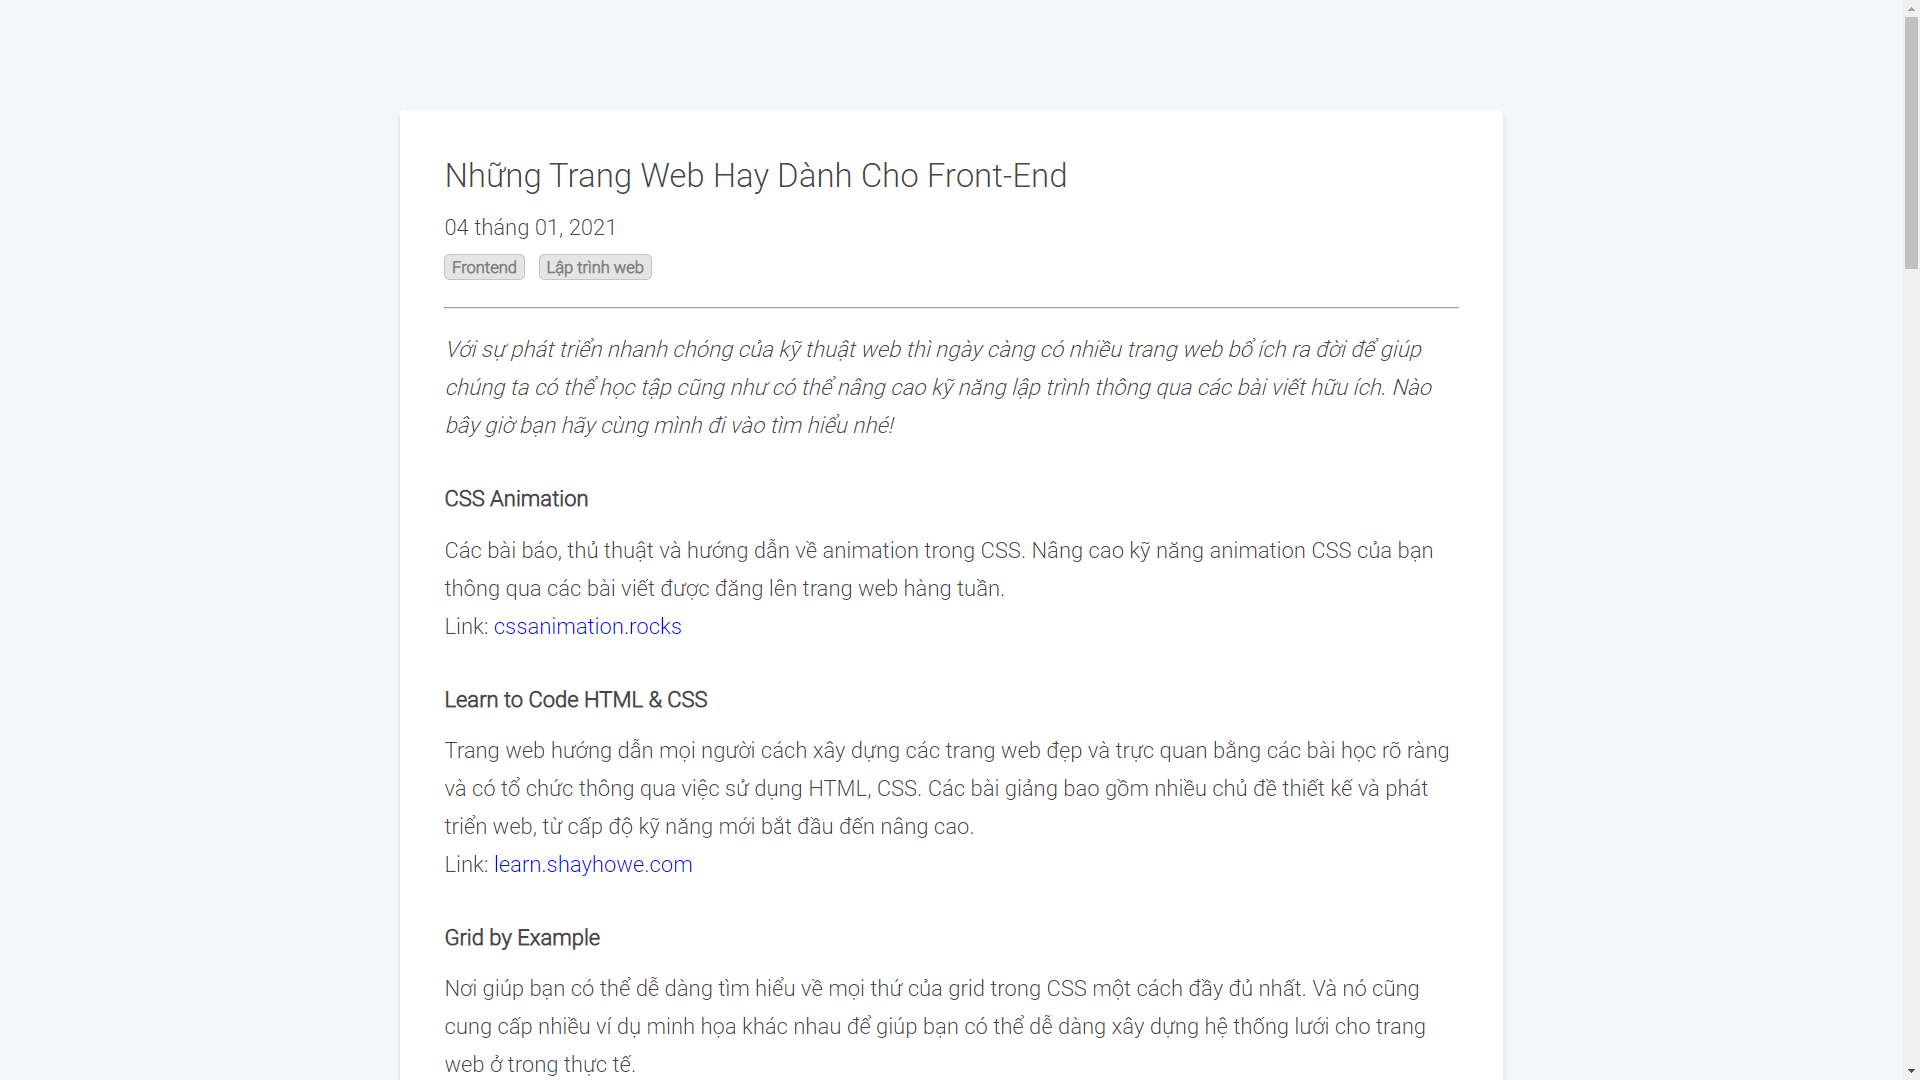 Những Trang Web Hay Dành Cho Front-End
04 tháng 01, 2021
Frontend Lập trình web
Với sự phát triển nhanh chóng của kỹ thuật web thì ngày càng có nhiều trang web bổ ích ra đời để giúp
chúng ta có thể học tập cũng như có thể nâng cao kỹ năng lập trình thông qua các bài viết hữu ích. Nào
bây giờ bạn hãy cùng mình đi vào tìm hiểu nhé!
CSS Animation
Các bài báo, thủ thuật và hướng dẫn về animation trong CSS. Nâng cao kỹ năng animation CSS của bạn
thông qua các bài viết được đăng lên trang web hàng tuần.
Link: cssanimation.rocks
Learn to Code HTML & CSS
Trang web hướng dẫn mọi người cách xây dựng các trang web đẹp và trực quan bằng các bài học rõ ràng
và có tổ chức thông qua việc sử dụng HTML, CSS. Các bài giảng bao gồm nhiều chủ đề thiết kế và phát
triển web, từ cấp độ kỹ năng mới bắt đầu đến nâng cao.
Link: learn.shayhowe.com
Grid by Example
Nơi giúp bạn có thể dễ dàng tìm hiểu về mọi thứ của grid trong CSS một cách đầy đủ nhất. Và nó cũng
cung cấp nhiều ví dụ minh họa khác nhau để giúp bạn có thể dễ dàng xây dựng hệ thống lưới cho trang
web ở trong thực tế.